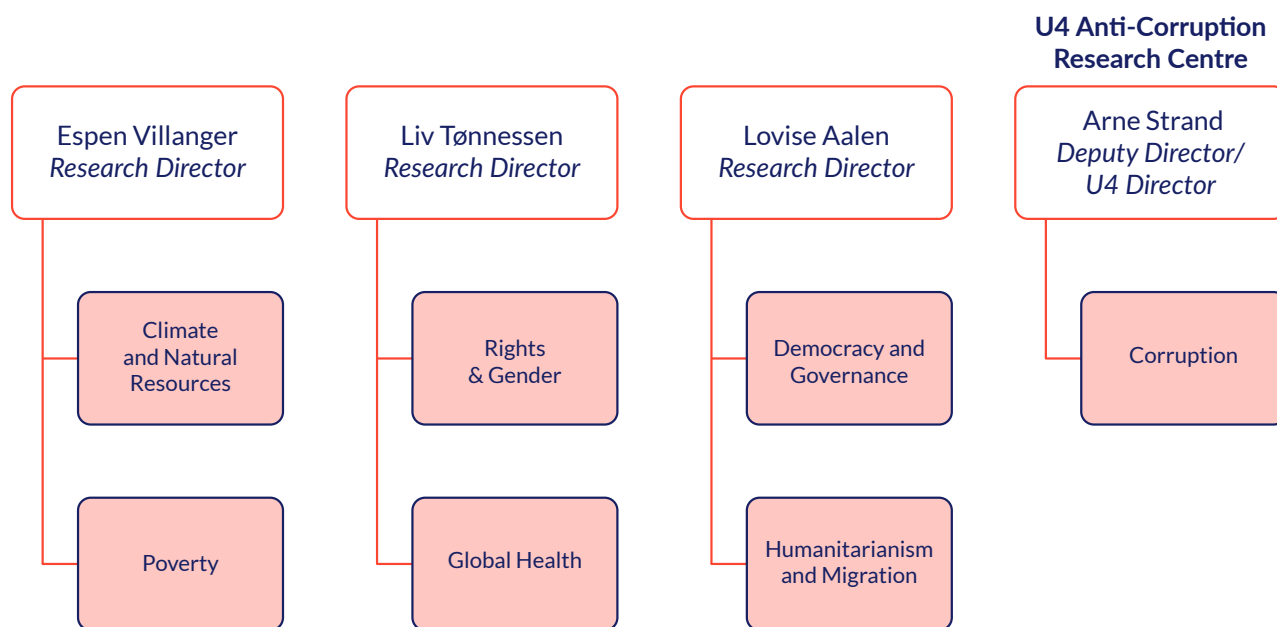 U4 Anti-Corruption
Research Centre
Espen Villanger
Research Director
Liv Tønnessen
Research Director
Lovise Aalen
Research Director
Arne Strand
Deputy Director/
U4 Director
Climate
and Natural
Resources
Rights
& Gender
Democracy and
Governance
Corruption
Poverty
Global Health
Humanitarianism
and Migration